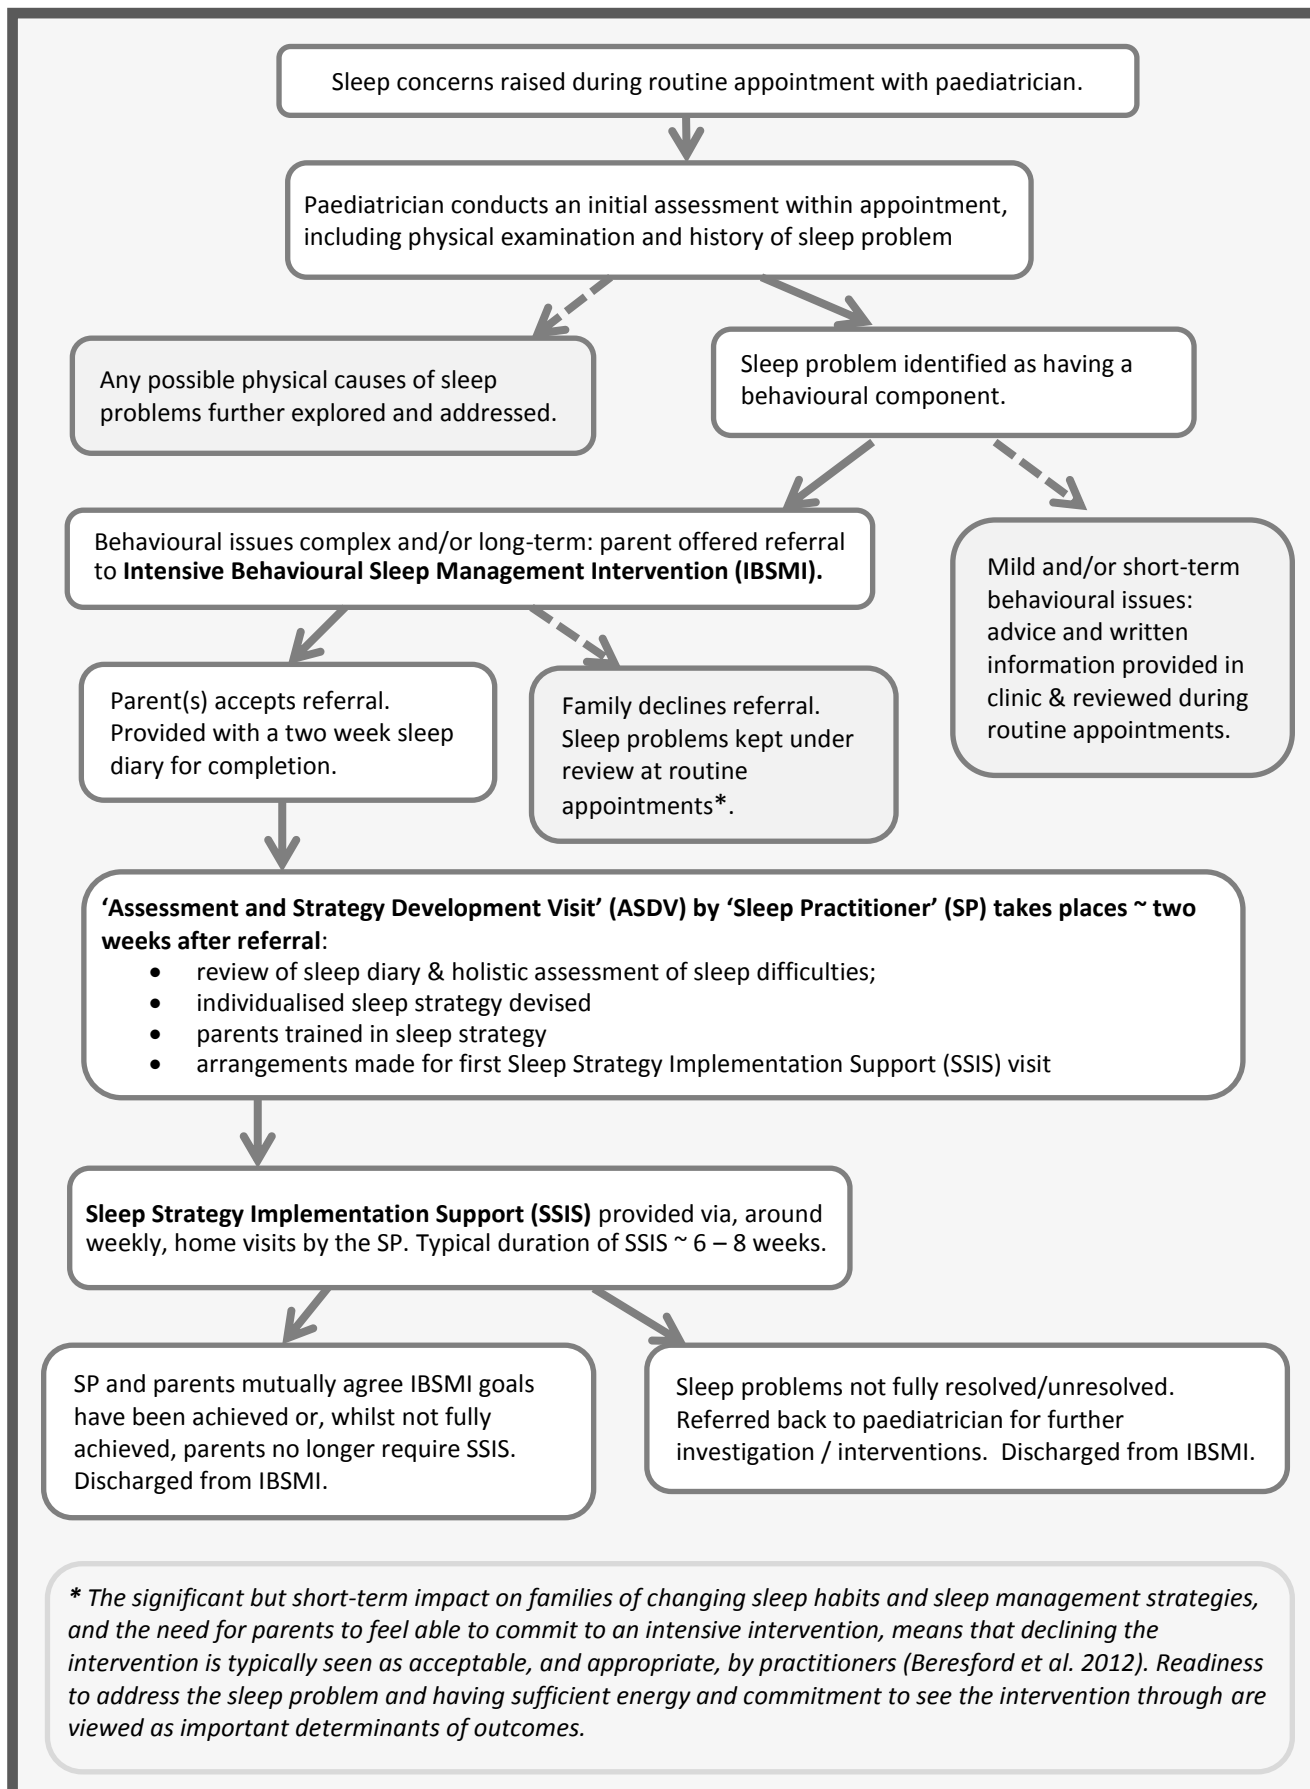 Sleep concerns raised during routine appointment with paediatrician.
Paediatrician conducts an initial assessment within appointment,
including physical examination and history of sleep problem
Any possible physical causes of sleep
problems further explored and addressed.
Sleep problem identified as having a
behavioural component.
Behavioural issues complex and/or long-term: parent offered referral
to Intensive Behavioural Sleep Management Intervention (IBSMI).
Mild and/or short-term
behavioural issues:
advice and written
information provided in
clinic & reviewed during
routine appointments.
Parent(s) accepts referral.
Provided with a two week sleep
diary for completion.
Family declines referral.
Sleep problems kept under
review at routine
appointments*.
‘Assessment and Strategy Development Visit’ (ASDV) by ‘Sleep Practitioner’ (SP) takes places ~ two
weeks after referral:
• review of sleep diary & holistic assessment of sleep difficulties;
• individualised sleep strategy devised
• parents trained in sleep strategy
• arrangements made for first Sleep Strategy Implementation Support (SSIS) visit
Sleep Strategy Implementation Support (SSIS) provided via, around
weekly, home visits by the SP. Typical duration of SSIS ~ 6 – 8 weeks.
SP and parents mutually agree IBSMI goals
have been achieved or, whilst not fully
achieved, parents no longer require SSIS.
Discharged from IBSMI.
Sleep problems not fully resolved/unresolved.
Referred back to paediatrician for further
investigation / interventions.  Discharged from IBSMI.
* The significant but short-term impact on families of changing sleep habits and sleep management strategies,
and the need for parents to feel able to commit to an intensive intervention, means that declining the
intervention is typically seen as acceptable, and appropriate, by practitioners (Beresford et al. 2012). Readiness
to address the sleep problem and having sufficient energy and commitment to see the intervention through are
viewed as important determinants of outcomes.